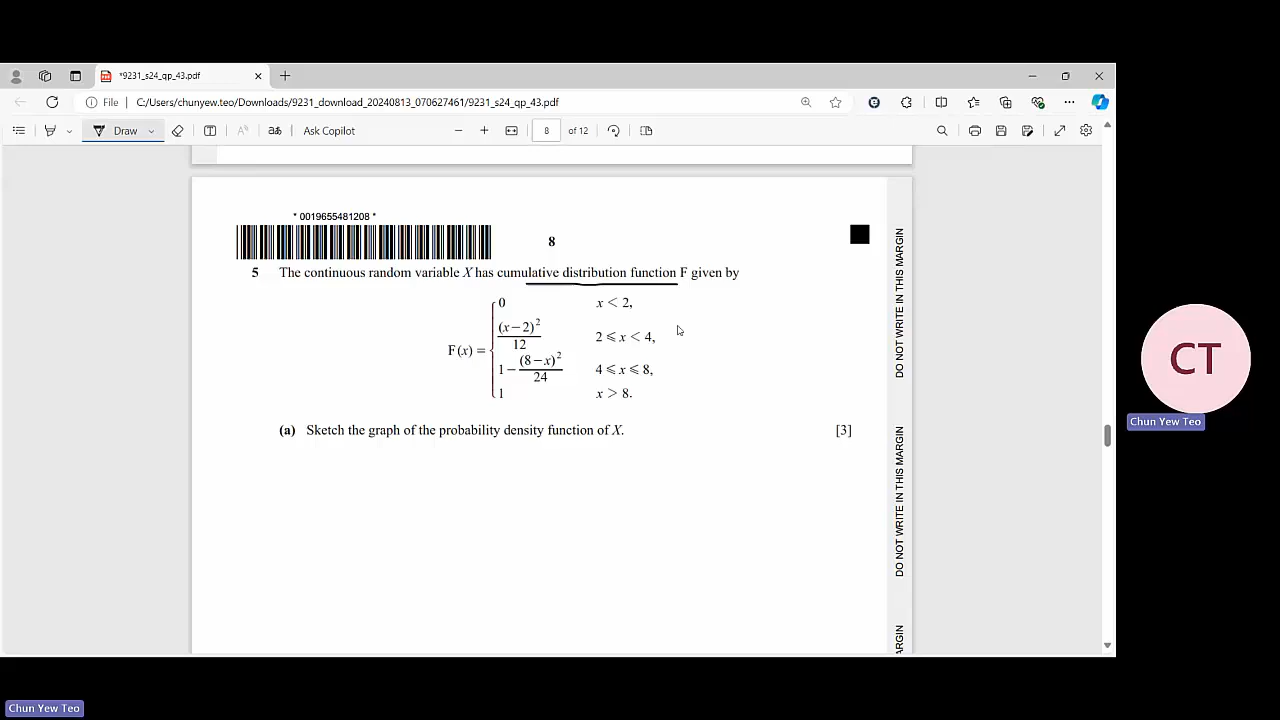 *9231_s24_qp_43.pdf
File
C:/Users/chunyew.teo/Downloads/9231_download_20240813_070627461/9231_s24_qp_43.pdf
Draw
Ask Copilot
8 of 12
* 0019655481208 *
8
5 The continuous random variable X has cumulative distribution function F given by
0 x < 2,
(x−2)²/12 2 ⩽ x < 4,
F(x) =
1 − (8−x)²/24 4 ⩽ x ⩽ 8,
1 x > 8.
(a) Sketch the graph of the probability density function of X. [3]
DO NOT WRITE IN THIS MARGIN
DO NOT WRITE IN THIS MARGIN
ARGIN
CT
Chun Yew Teo
Chun Yew Teo